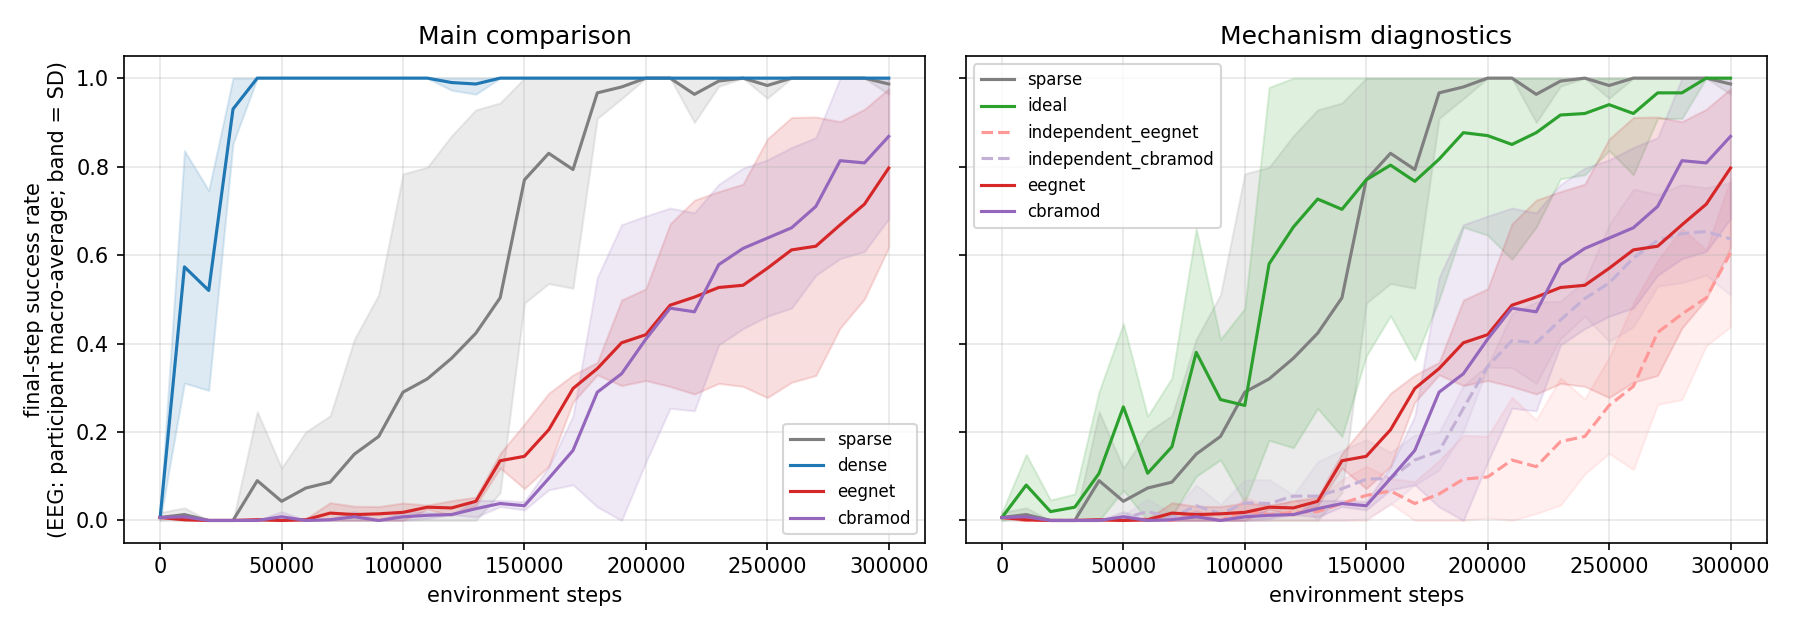 Main comparison
final-step success rate
(EEG: participant macro-average; band = SD)
1.0
0.8
0.6
0.4
0.2
0.0
sparse
dense
eegnet
cbramod
0 50000 100000 150000 200000 250000 300000
environment steps
Mechanism diagnostics
sparse
ideal
independent_eegnet
independent_cbramod
eegnet
cbramod
0 50000 100000 150000 200000 250000 300000
environment steps